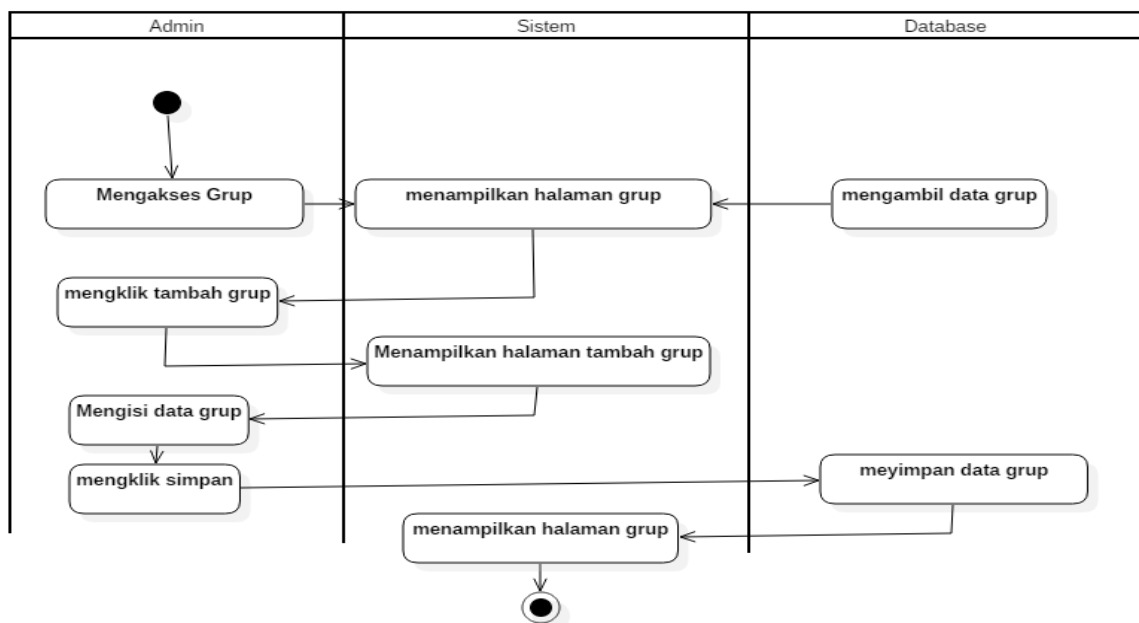 Admin
Sistem
Database
Mengakses Grup
menampilkan halaman grup
mengambil data grup
mengklik tambah grup
Menampilkan halaman tambah grup
Mengisi data grup
mengklik simpan
meyimpan data grup
menampilkan halaman grup